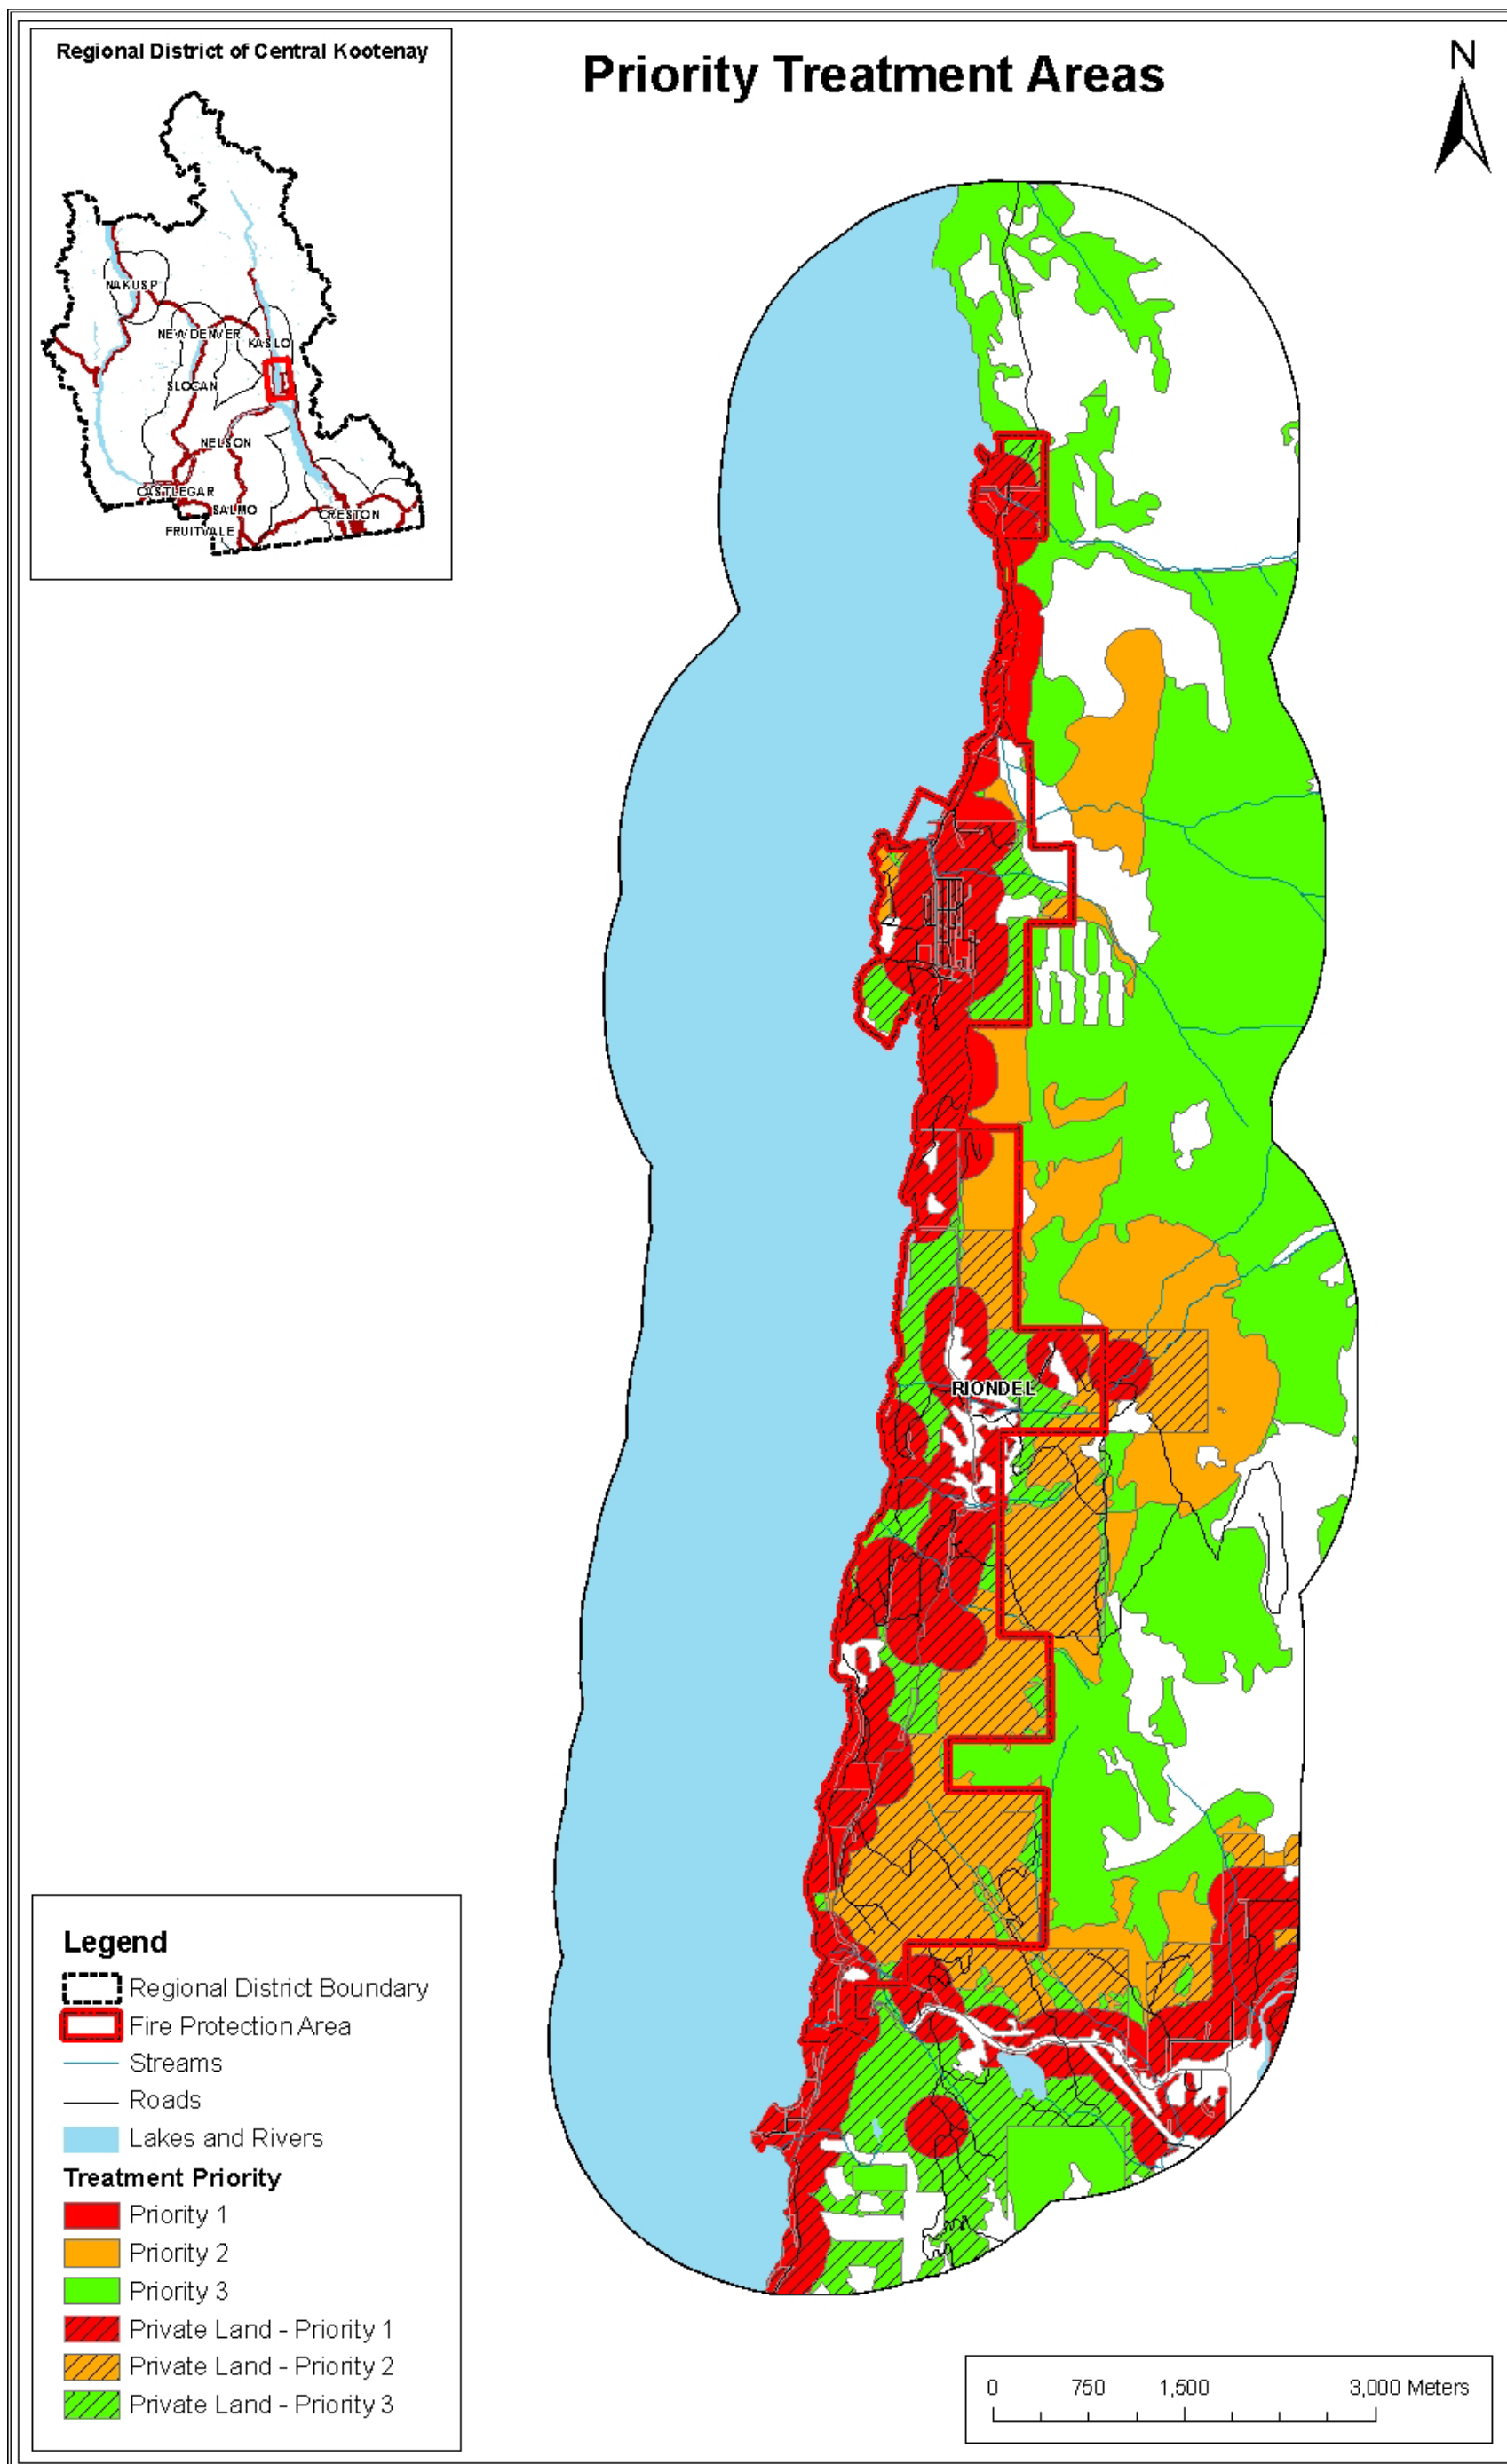 Regional District of Central Kootenay
Priority Treatment Areas
N
NAKUSP
NEW DENVER
KASLO
SLOCAN
NELSON
CASTLEGAR
SALMO
CRESTON
FRUITVALE
RIONDEL
Legend
Regional District Boundary
Fire Protection Area
Streams
Roads
Lakes and Rivers
Treatment Priority
Priority 1
Priority 2
Priority 3
Private Land - Priority 1
Private Land - Priority 2
Private Land - Priority 3
0 750 1,500 3,000 Meters